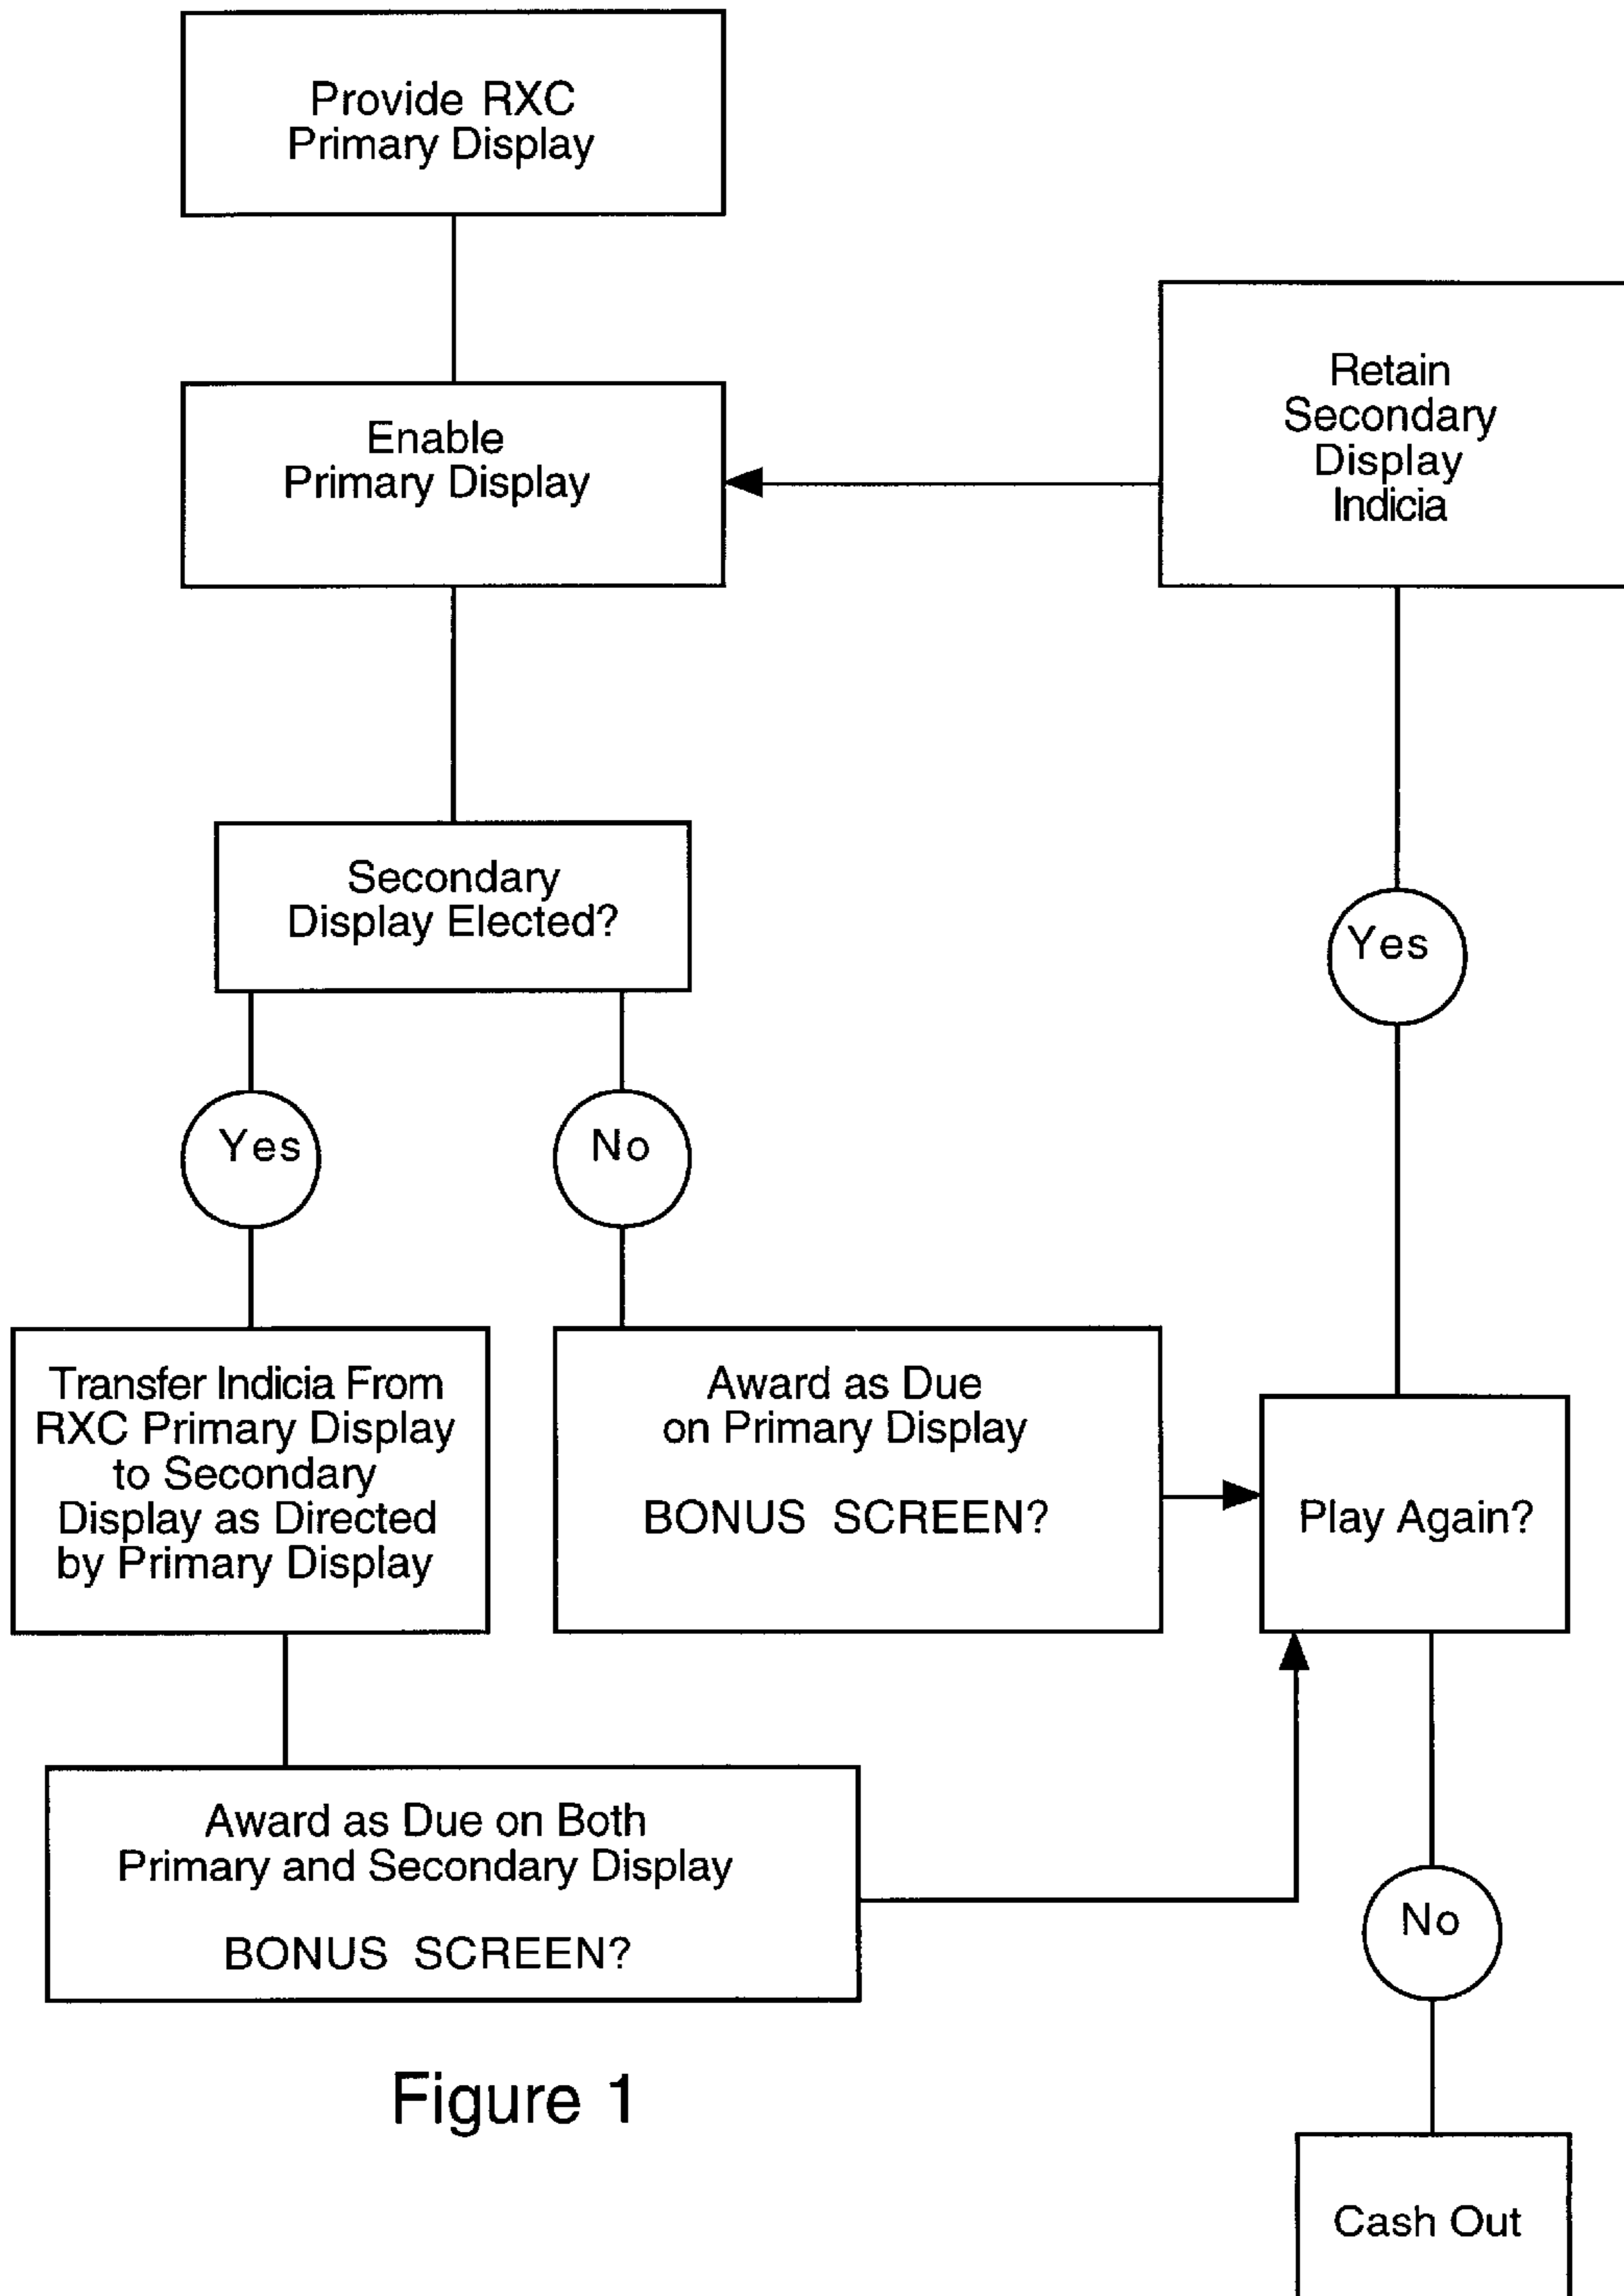 Provide RXC
Primary Display
Enable
Primary Display
Retain
Secondary
Display
Indicia
Secondary
Display Elected?
Yes
Yes
No
Transfer Indicia From
RXC Primary Display
to Secondary
Display as Directed
by Primary Display
Award as Due
on Primary Display
BONUS SCREEN?
Play Again?
Award as Due on Both
Primary and Secondary Display
BONUS SCREEN?
No
Figure 1
Cash Out